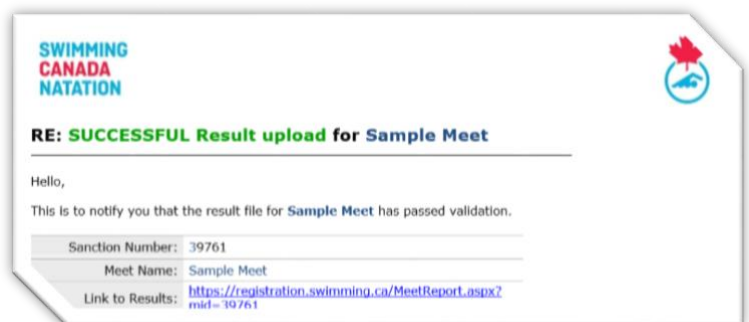 SWIMMING
CANADA
NATATION
RE: SUCCESSFUL Result upload for Sample Meet
Hello,
This is to notify you that the result file for Sample Meet has passed validation.
Sanction Number: 39761
Meet Name: Sample Meet
Link to Results: https://registration.swimming.ca/MeetReport.aspx?
mid=39761